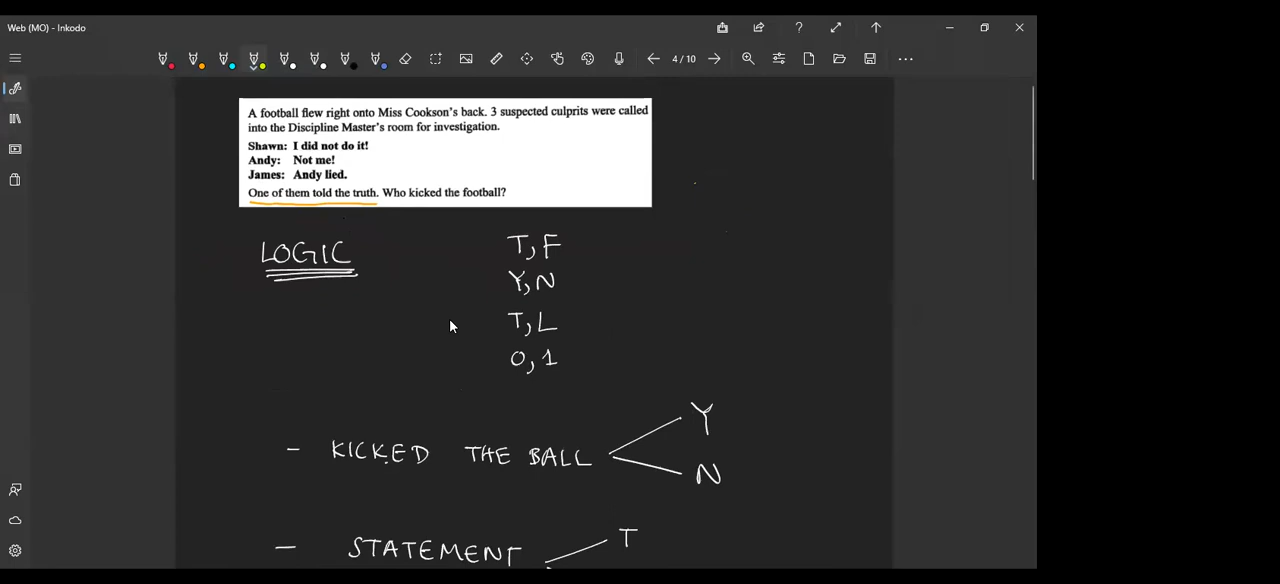 Web (MO) - Inkodo
4 / 10
A football flew right onto Miss Cookson's back. 3 suspected culprits were called
into the Discipline Master's room for investigation.
Shawn: I did not do it!
Andy: Not me!
James: Andy lied.
One of them told the truth. Who kicked the football?
LOGIC
T, F
Y, N
T, L
0, 1
- KICKED THE BALL
Y
N
- STATEMENT
T